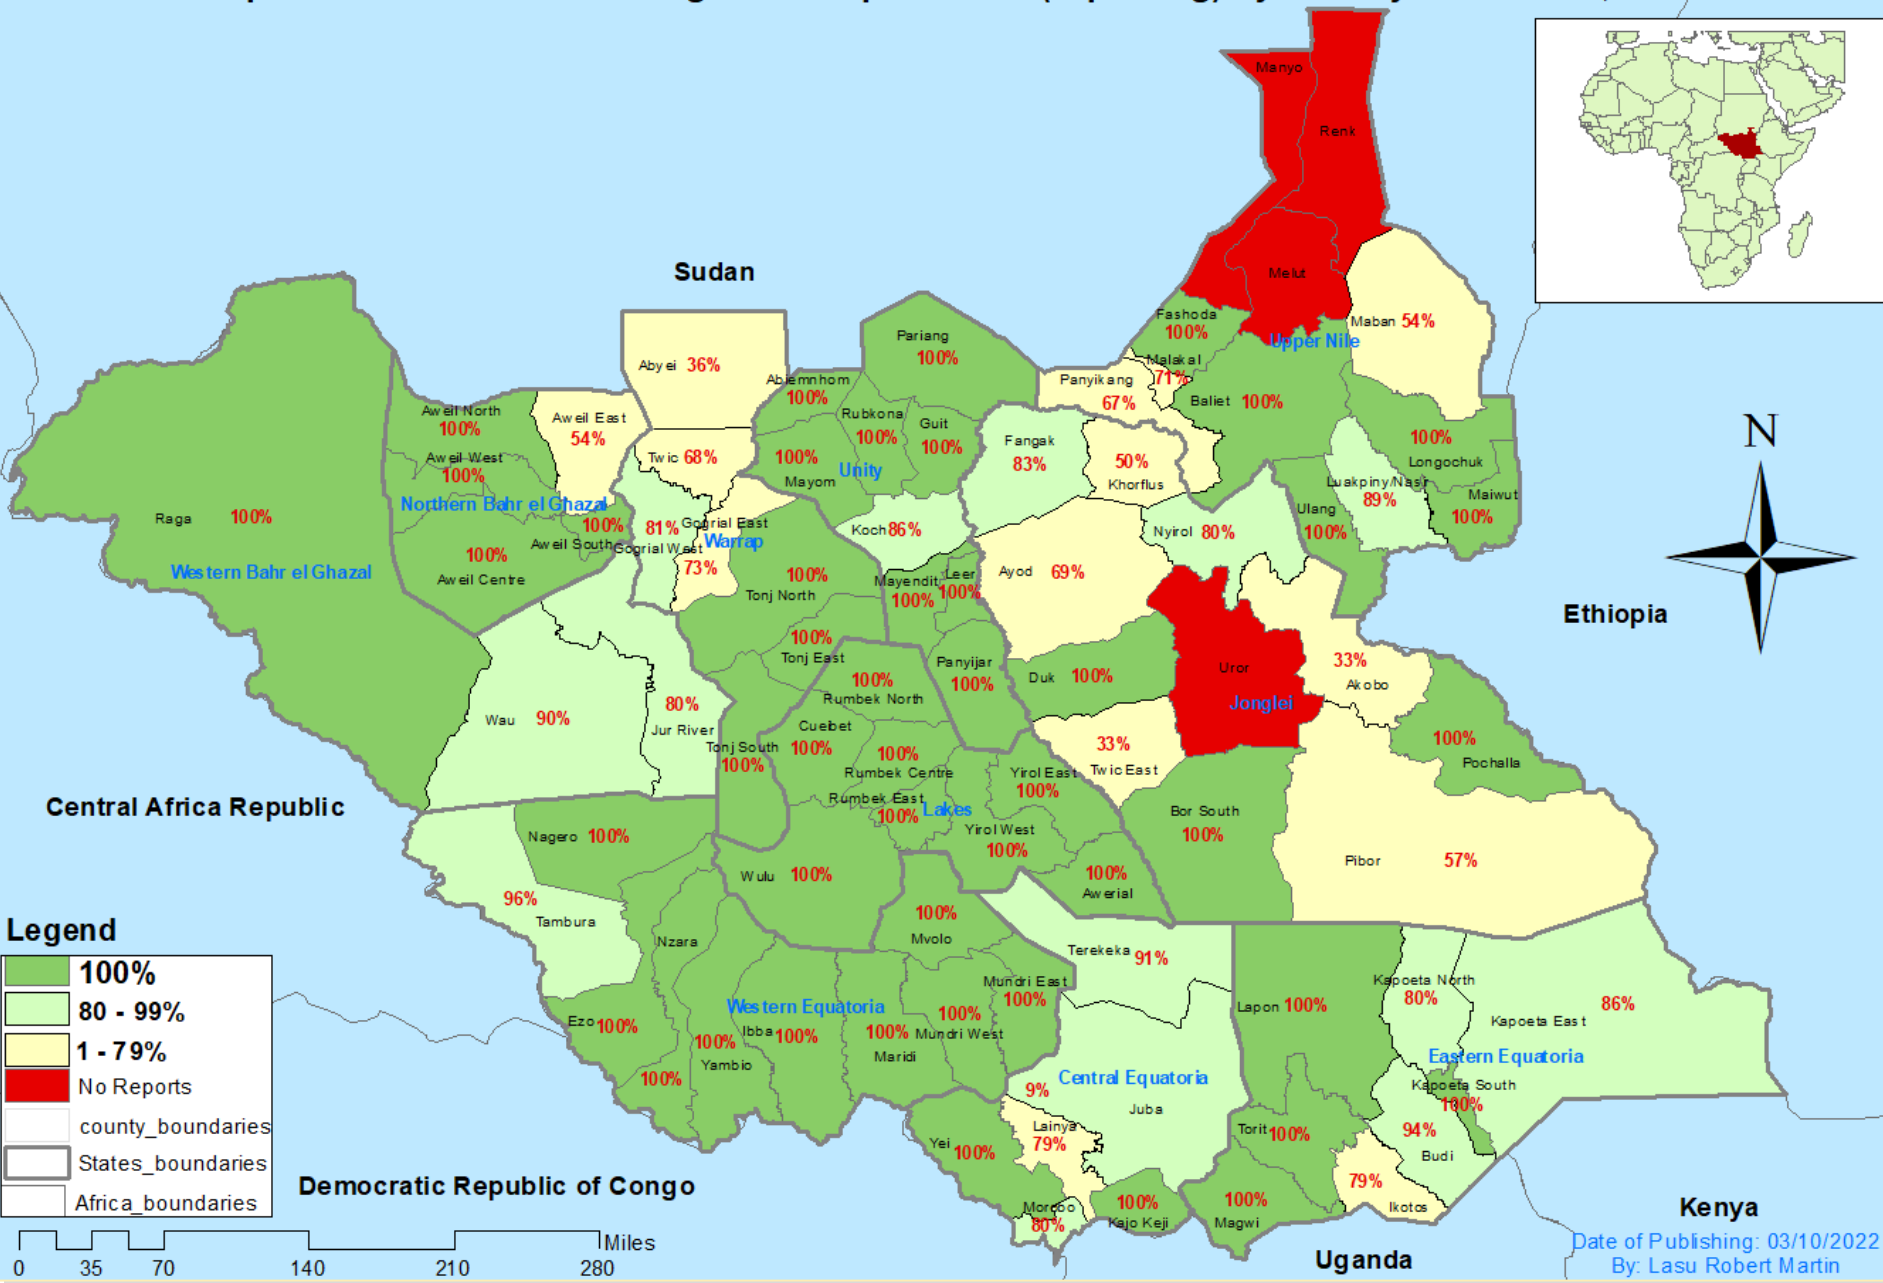 Manyo
Renk
Melut
Sudan
Fashoda
100%
Upper Nile
Maban 54%
Pariang
100%
Malakal
71%
Abyei 36%
Abiemnhom
100%
Panyikang
67%
Baliet 100%
Aweil North
100%
Aweil East
54%
Rubkona
100%
Guit
100%
Fangak
83%
50%
Khorflus
100%
Longochuk
N
Aweil West
100%
Twic 68%
100%
Mayom
Unity
Luakpiny/Nasir
89%
Maiwut
100%
Northern Bahr el Ghazal
Raga 100%
100%
Aweil South
81%
Gogrial West
Gogrial East
73%
Warrap
Koch 86%
Nyirol 80%
Ulang
100%
100%
Aweil Centre
Western Bahr el Ghazal
100%
Tonj North
Mayendit
100%
Leer
100%
Ayod 69%
Ethiopia
100%
Tonj East
Panyijar
100%
Duk 100%
Uror
Jonglei
33%
Akobo
100%
Rumbek North
Wau 90%
80%
Jur River
Tonj South
100%
Cueibet
100%
100%
Rumbek Centre
33%
Twic East
100%
Pochalla
Central Africa Republic
Rumbek East
100%
Lakes
Yirol East
100%
Yirol West
100%
Bor South
100%
Nagero 100%
Wulu 100%
100%
Awerial
Pibor 57%
96%
Tambura
100%
Mvolo
Nzara
Terekeka 91%
Kapoeta North
80%
Mundri East
100%
Lapon 100%
86%
Kapoeta East
Western Equatoria
Ezo 100%
100%
Yambio
Ibba 100%
100%
Maridi
100%
Mundri West
Eastern Equatoria
100%
9%
Central Equatoria
Juba
Kapoeta South
100%
Lainya
79%
Yei 100%
Torit 100%
94%
Budi
Morobo
80%
100%
Kajo Keji
100%
Magwi
79%
Ikotos
Democratic Republic of Congo
Uganda
Kenya
Legend
100%
80 - 99%
1 - 79%
No Reports
county_boundaries
States_boundaries
Africa_boundaries
Miles
0 35 70 140 210 280
Date of Publishing: 03/10/2022
By: Lasu Robert Martin